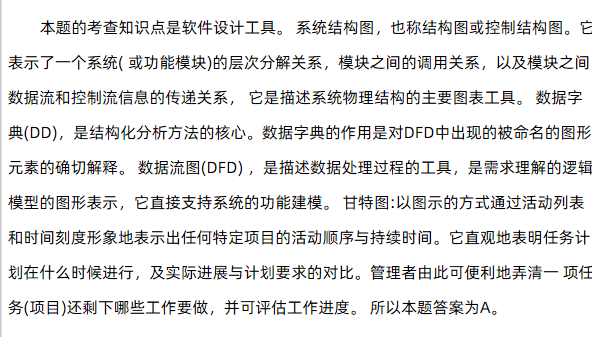 本题的考查知识点是软件设计工具。 系统结构图，也称结构图或控制结构图。它
表示了一个系统( 或功能模块)的层次分解关系，模块之间的调用关系，以及模块之间
数据流和控制流信息的传递关系， 它是描述系统物理结构的主要图表工具。 数据字
典(DD)，是结构化分析方法的核心。数据字典的作用是对DFD中出现的被命名的图形
元素的确切解释。 数据流图(DFD) ，是描述数据处理过程的工具，是需求理解的逻辑
模型的图形表示，它直接支持系统的功能建模。 甘特图:以图示的方式通过活动列表
和时间刻度形象地表示出任何特定项目的活动顺序与持续时间。它直观地表明任务计
划在什么时候进行，及实际进展与计划要求的对比。管理者由此可便利地弄清一 项任
务(项目)还剩下哪些工作要做，并可评估工作进度。 所以本题答案为A。